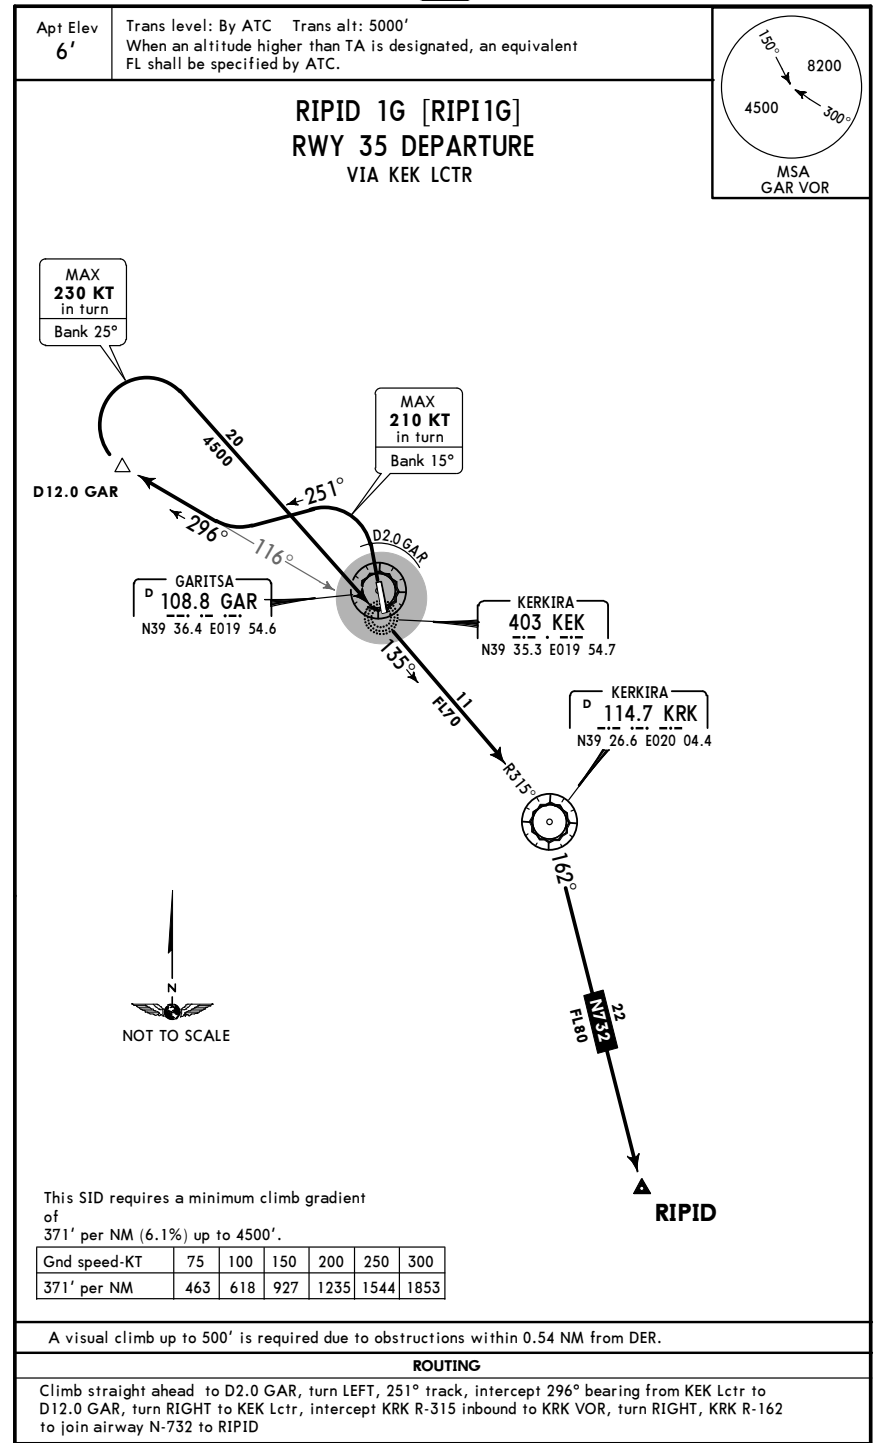 Apt Elev
6'
Trans level: By ATC    Trans alt: 5000'
When an altitude higher than TA is designated, an equivalent
FL shall be specified by ATC.
150°
8200
4500
300°
MSA
GAR VOR
RIPID 1G [RIPI1G]
RWY 35 DEPARTURE
VIA KEK LCTR
MAX
230 KT
in turn
Bank 25°
MAX
210 KT
in turn
Bank 15°
20
4500
D12.0 GAR
251°
296°
116°
D2.0 GAR
GARITSA
D 108.8 GAR
N39 36.4 E019 54.6
KERKIRA
403 KEK
N39 35.3 E019 54.7
135°
11
FL70
KERKIRA
D 114.7 KRK
N39 26.6 E020 04.4
R315°
162°
22
N732
FL80
N
NOT TO SCALE
RIPID
This SID requires a minimum climb gradient
of
371' per NM (6.1%) up to 4500'.
Gnd speed-KT 75 100 150 200 250 300
371' per NM 463 618 927 1235 1544 1853
A visual climb up to 500' is required due to obstructions within 0.54 NM from DER.
ROUTING
Climb straight ahead to D2.0 GAR, turn LEFT, 251° track, intercept 296° bearing from KEK Lctr to
D12.0 GAR, turn RIGHT to KEK Lctr, intercept KRK R-315 inbound to KRK VOR, turn RIGHT, KRK R-162
to join airway N-732 to RIPID